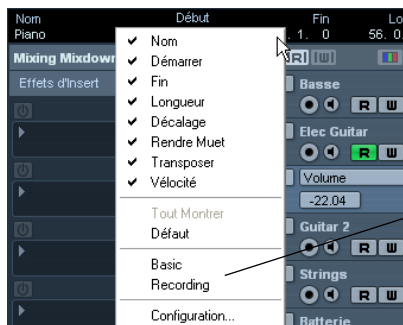 Nom Début Fin Lo
Piano . 1. 0 56. 0.
Mixing Mixdown
Effets d'Insert
✔ Nom
✔ Démarrer
✔ Fin
✔ Longueur
✔ Décalage
✔ Rendre Muet
✔ Transposer
✔ Vélocité
Tout Montrer
Défaut
Basic
Recording
Configuration...
R W
Basse
R W
Elec Guitar
R W
Volume
-22.04
Guitar 2
R W
Strings
R W
Batterie